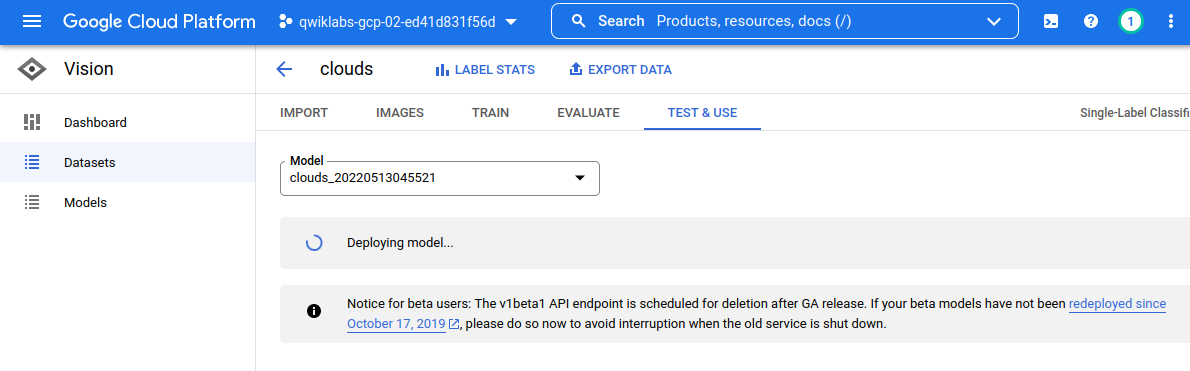 Google Cloud Platform
qwiklabs-gcp-02-ed41d831f56d
Search Products, resources, docs (/)
1
Vision
clouds
LABEL STATS
EXPORT DATA
Dashboard
Datasets
Models
IMPORT
IMAGES
TRAIN
EVALUATE
TEST & USE
Single-Label Classifi
Model
clouds_20220513045521
Deploying model...
Notice for beta users: The v1beta1 API endpoint is scheduled for deletion after GA release. If your beta models have not been redeployed since
October 17, 2019, please do so now to avoid interruption when the old service is shut down.